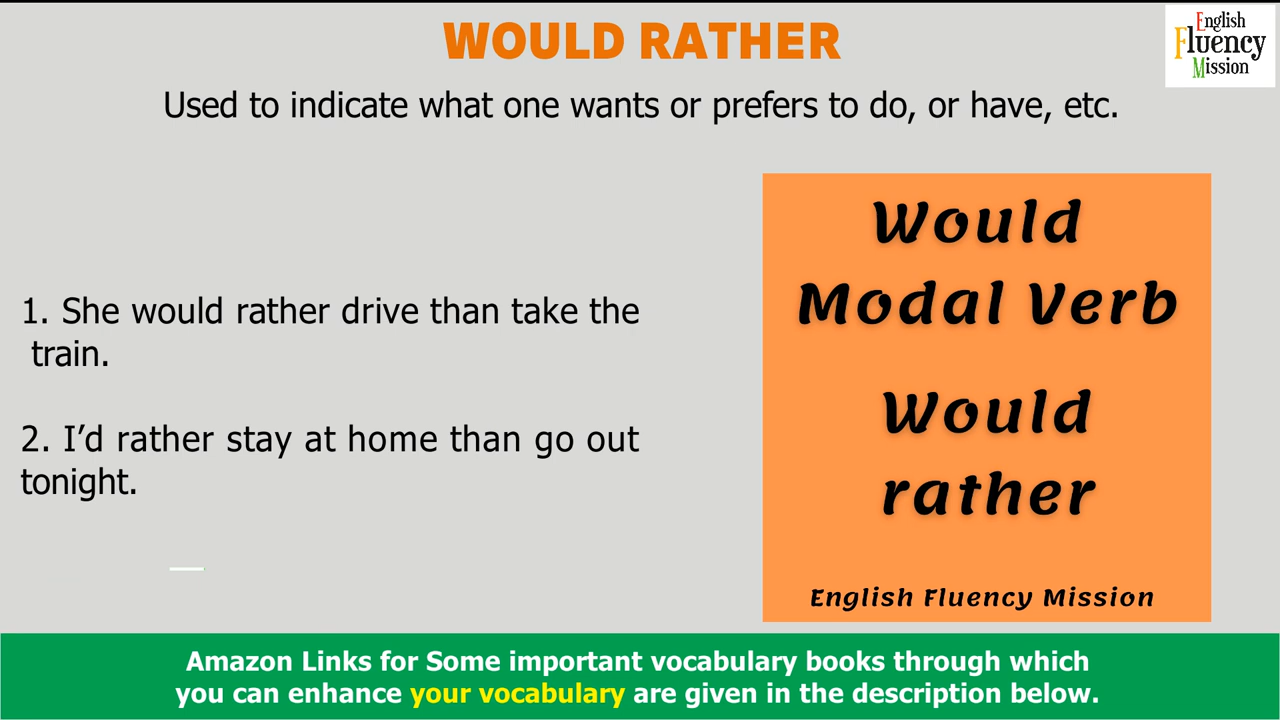 WOULD RATHER
English
Fluency
Mission
Used to indicate what one wants or prefers to do, or have, etc.
1. She would rather drive than take the
train.
2. I’d rather stay at home than go out
tonight.
Would
Modal Verb
Would
rather
English Fluency Mission
Amazon Links for Some important vocabulary books through which
you can enhance your vocabulary are given in the description below.